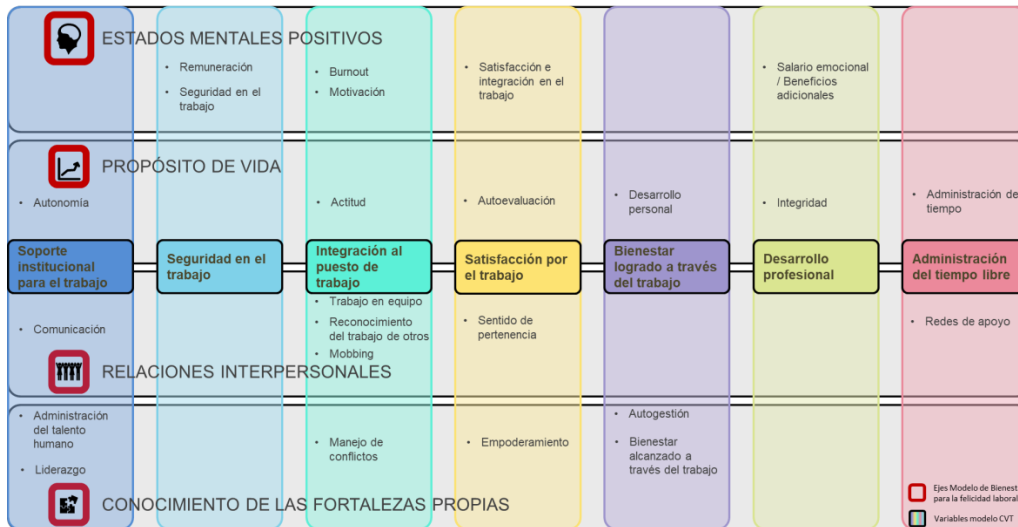 ESTADOS MENTALES POSITIVOS
• Remuneración
• Seguridad en el
trabajo
• Burnout
• Motivación
• Satisfacción e
integración en el
trabajo
• Salario emocional
/ Beneficios
adicionales
PROPÓSITO DE VIDA
• Autonomía
• Actitud
• Autoevaluación
• Desarrollo
personal
• Integridad
• Administración de
tiempo
Soporte
institucional
para el trabajo
Seguridad en el
trabajo
Integración al
puesto de
trabajo
Satisfacción por
el trabajo
Bienestar
logrado a través
del trabajo
Desarrollo
profesional
Administración
del tiempo libre
• Comunicación
• Trabajo en equipo
• Reconocimiento
del trabajo de otros
• Mobbing
• Sentido de
pertenencia
• Redes de apoyo
RELACIONES INTERPERSONALES
• Administración
del talento
humano
• Liderazgo
• Manejo de
conflictos
• Empoderamiento
• Autogestión
• Bienestar
alcanzado a
través del trabajo
CONOCIMIENTO DE LAS FORTALEZAS PROPIAS
Ejes Modelo de Bienest
para la felicidad laboral
Variables modelo CVT